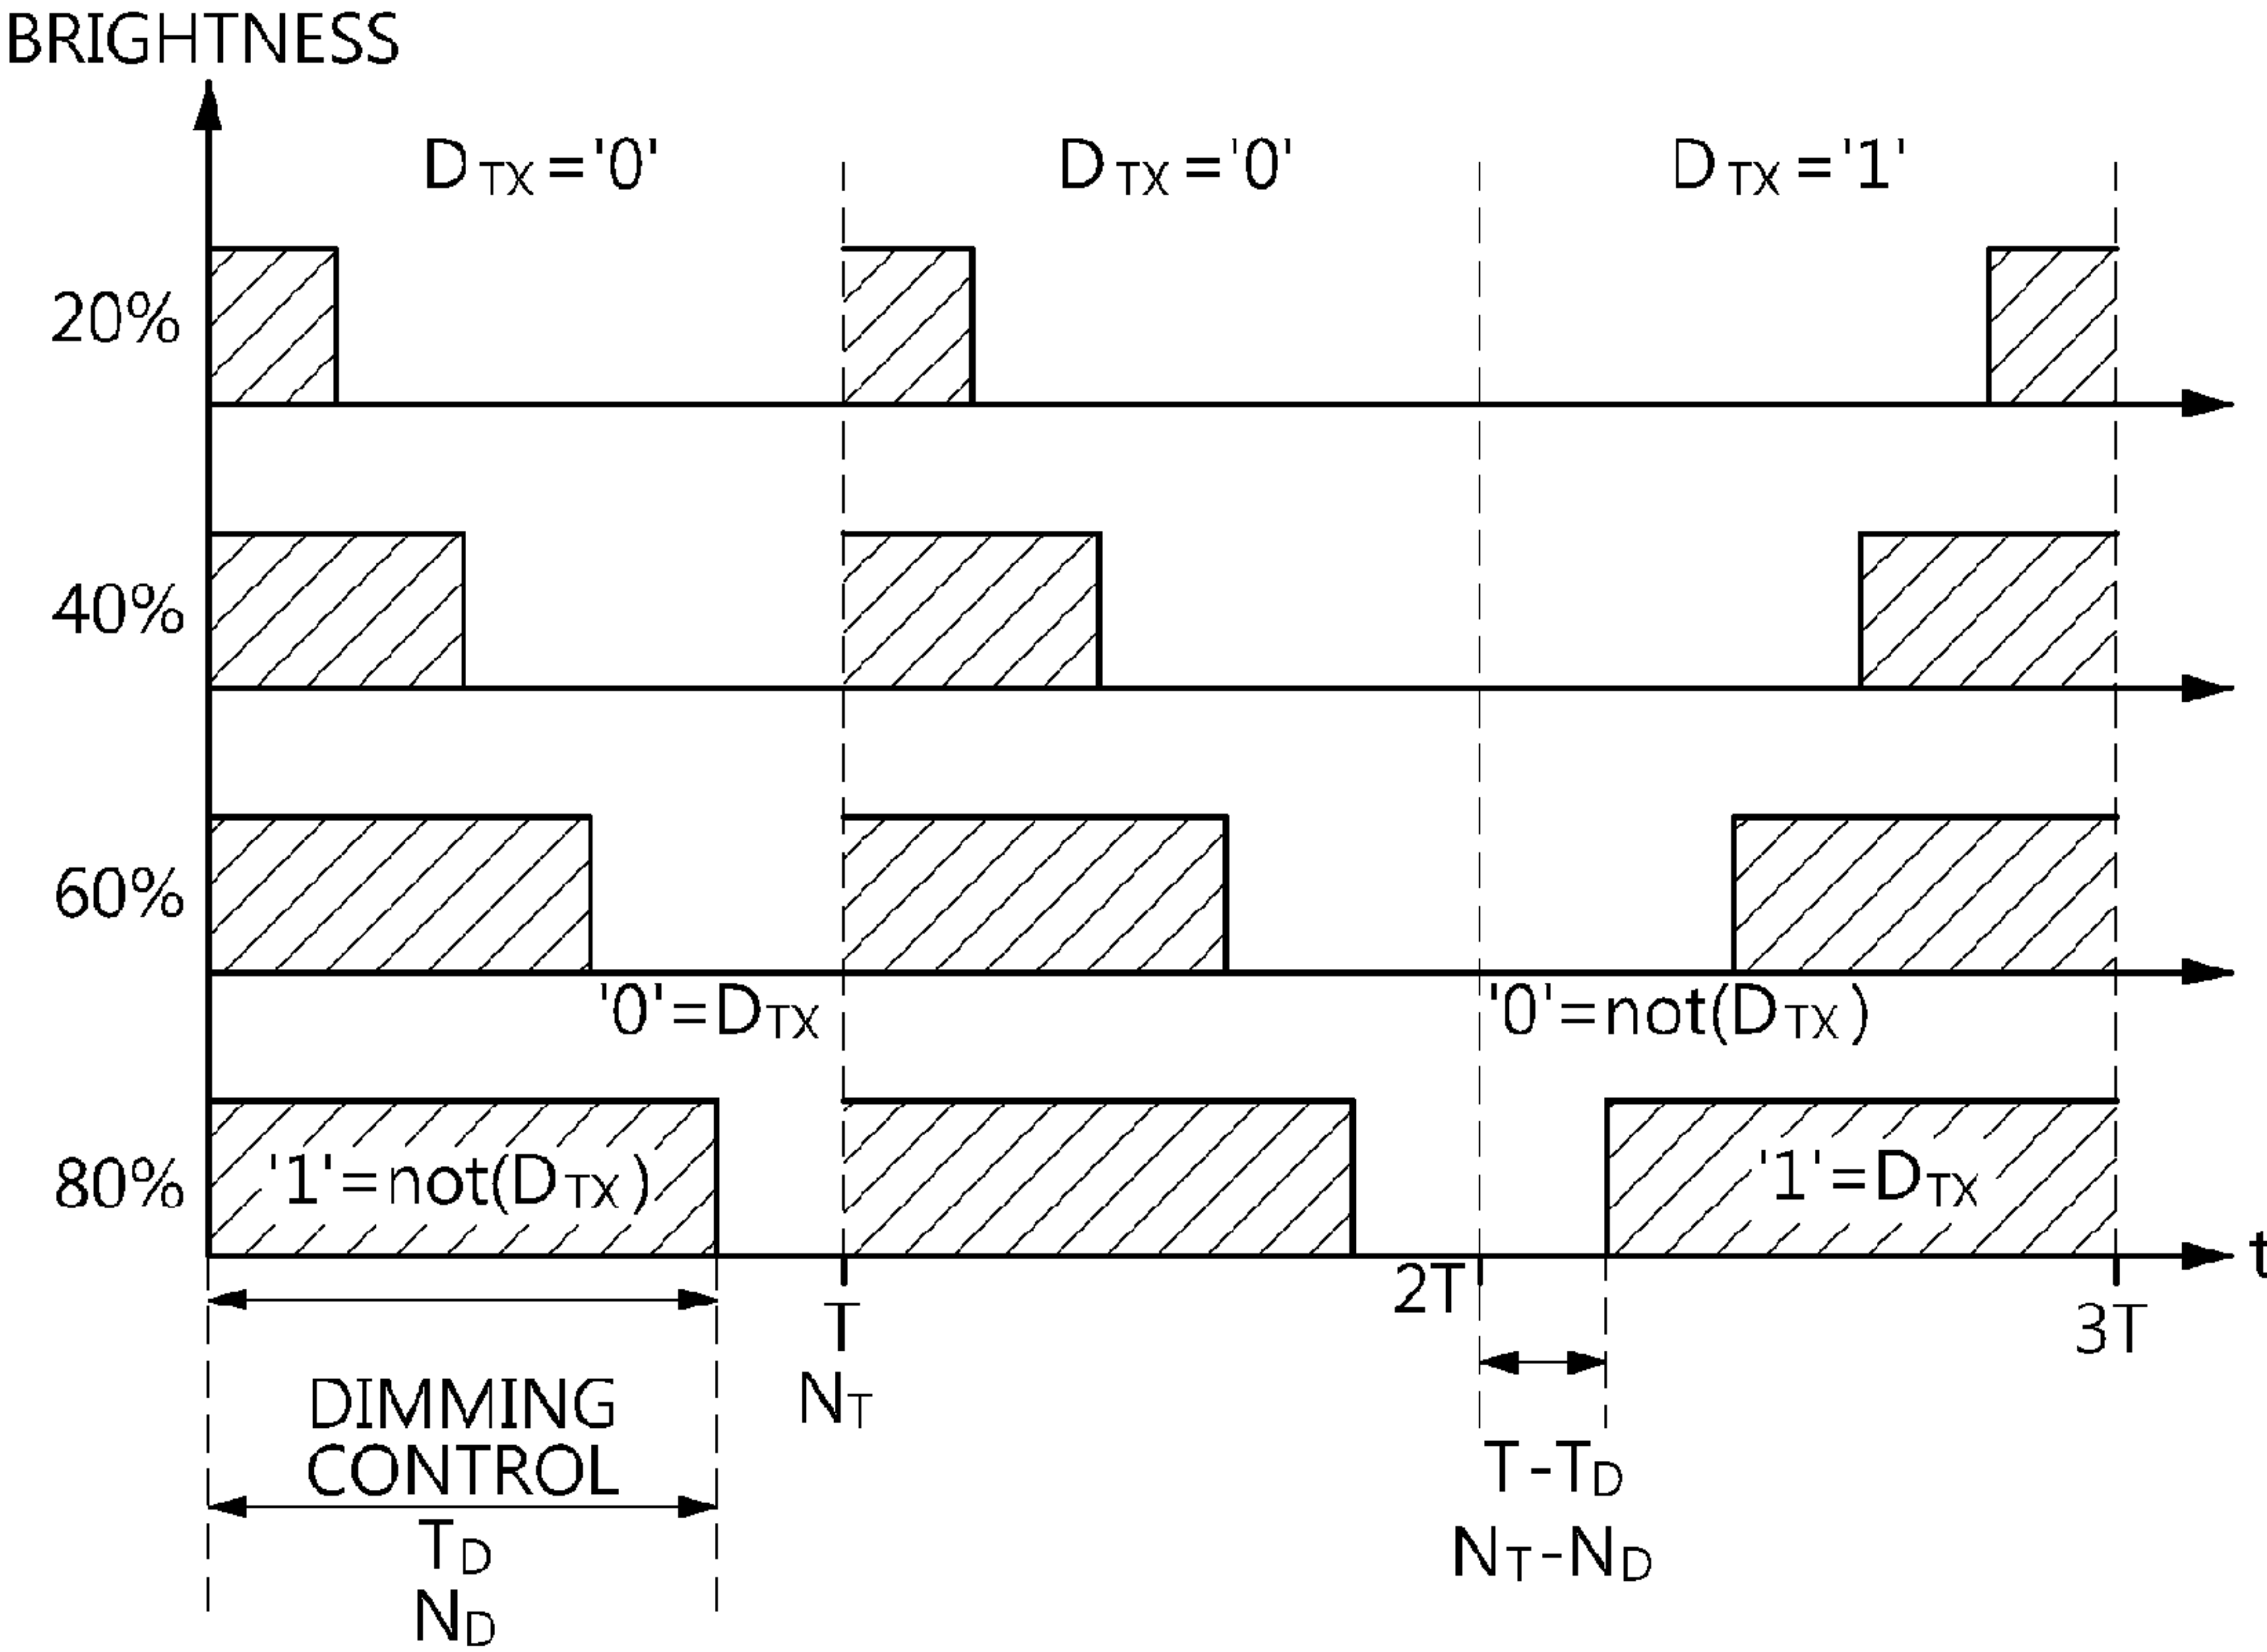 BRIGHTNESS
DTX='0' DTX='0' DTX='1'
20%
40%
60%
'0'=DTX '0'=not(DTX)
80% '1'=not(DTX) '1'=DTX
t
T 2T 3T
NT
DIMMING
CONTROL
TD
ND
T-TD
NT-ND